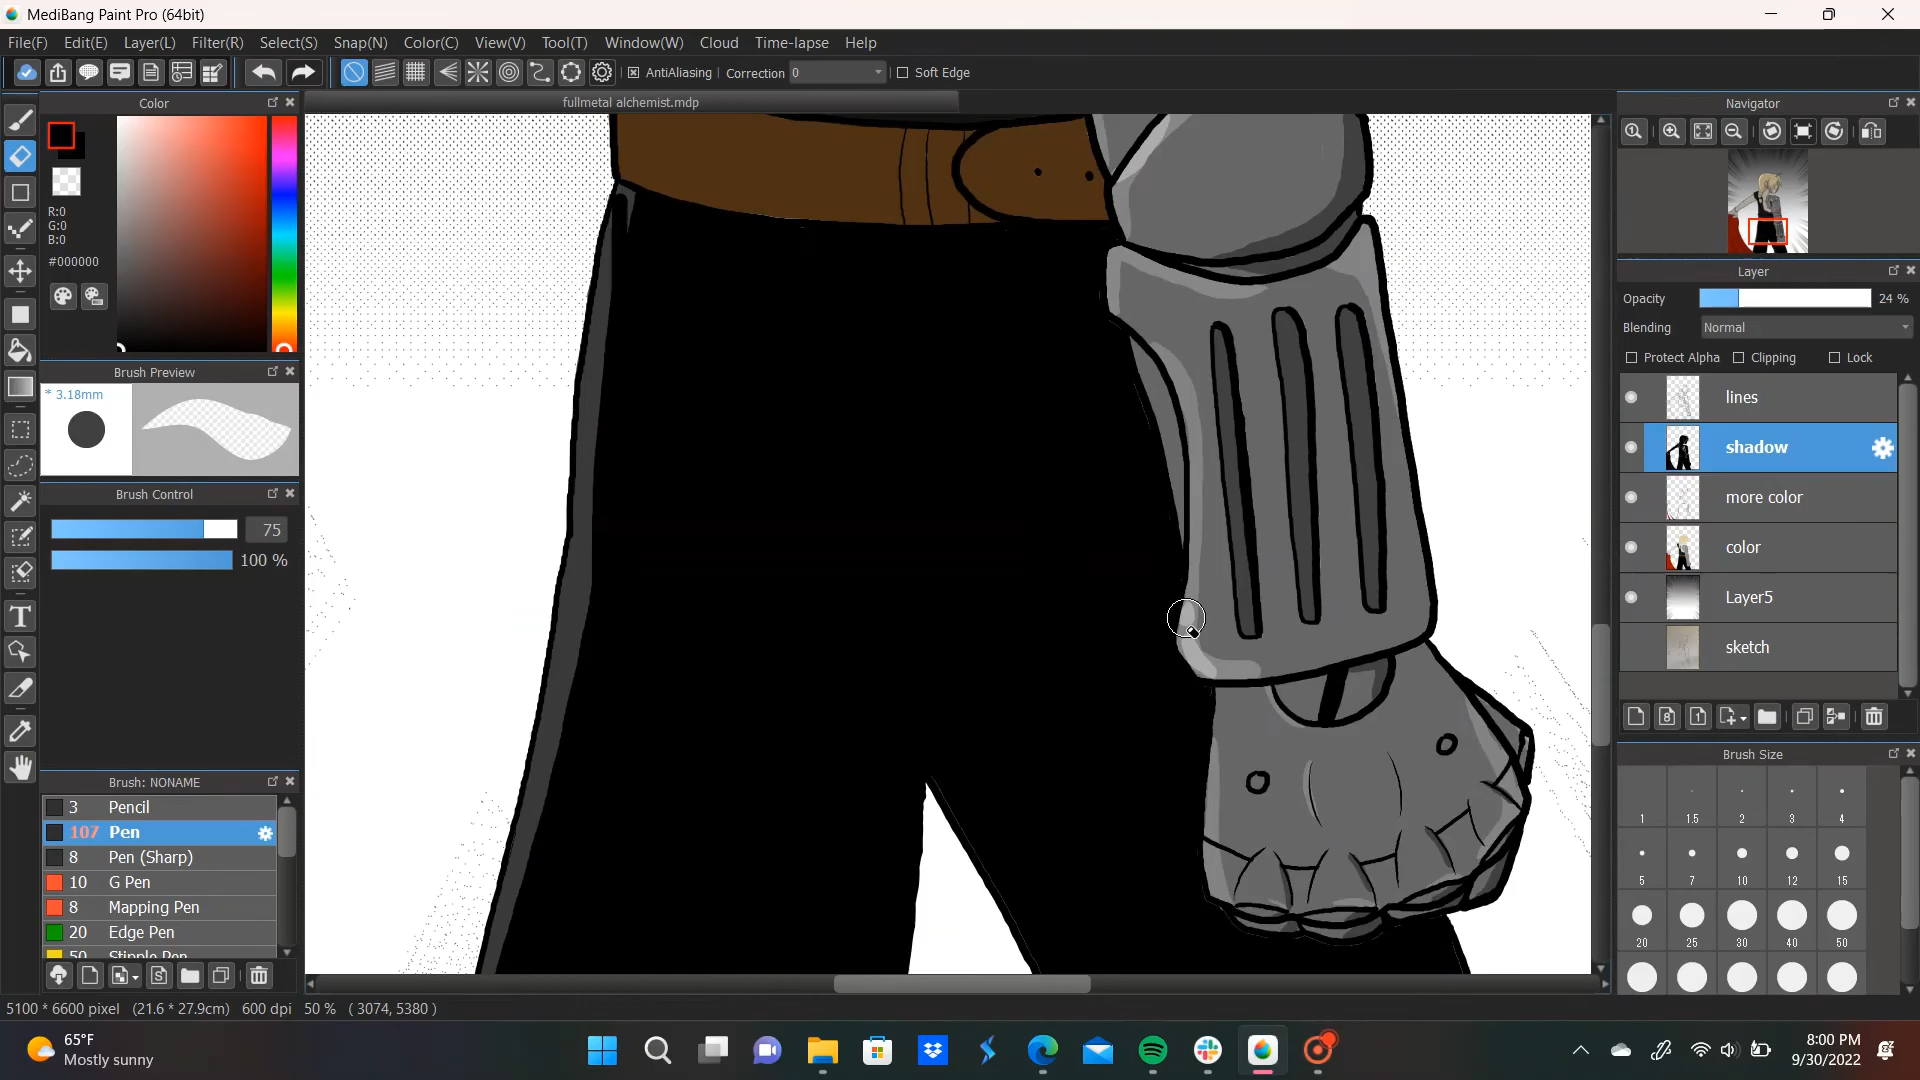 MediBang Paint Pro (64bit)
File(F) Edit(E) Layer(L) Filter(R) Select(S) Snap(N) Color(C) View(V) Tool(T) Window(W) Cloud Time-lapse Help
AntiAliasing Correction 0 Soft Edge
Color
fullmetal alchemist.mdp
Navigator
R:0
G:0
B:0
#000000
Layer
Opacity 24 %
Blending Normal
Protect Alpha Clipping Lock
lines
shadow
more color
color
Layer5
sketch
Brush Preview
* 3.18mm
Brush Control
75
100 %
Brush: NONAME
3 Pencil
107 Pen
8 Pen (Sharp)
10 G Pen
8 Mapping Pen
20 Edge Pen
50 Stipple Pen
Brush Size
1 1.5 2 3 4
5 7 10 12 15
20 25 30 40 50
5100 * 6600 pixel (21.6 * 27.9cm) 600 dpi 50 % ( 3074, 5380 )
65°F
Mostly sunny
8:00 PM
9/30/2022